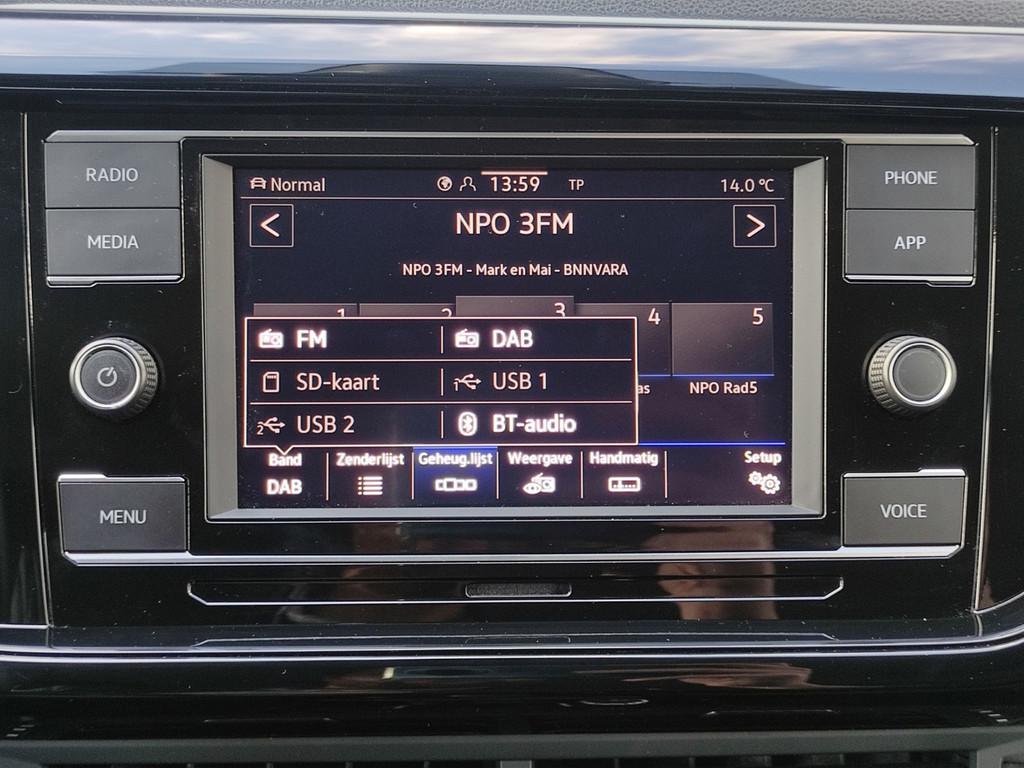 RADIO
MEDIA
MENU
PHONE
APP
VOICE
Normal 13:59 TP 14.0 °C
< NPO 3FM >
NPO 3FM - Mark en Mai - BNNVARA
1 2 3 4 5
as NPO Rad5
FM DAB
SD-kaart 1 USB 1
2 USB 2 BT-audio
Band Zenderlijst Geheug.lijst Weergave Handmatig Setup
DAB